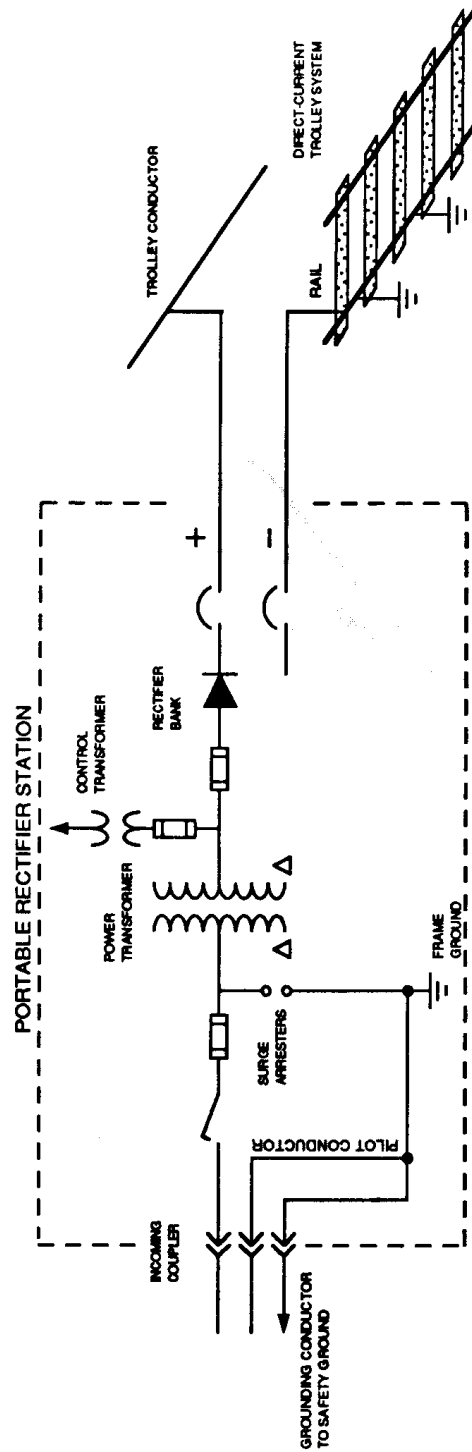 PORTABLE RECTIFIER STATION
INCOMING
COUPLER
GROUNDING CONDUCTOR
TO SAFETY GROUND
PILOT CONDUCTOR
SURGE
ARRESTERS
FRAME
GROUND
POWER
TRANSFORMER
Δ
Δ
CONTROL
TRANSFORMER
RECTIFIER
BANK
+
−
TROLLEY CONDUCTOR
DIRECT-CURRENT
TROLLEY SYSTEM
RAIL